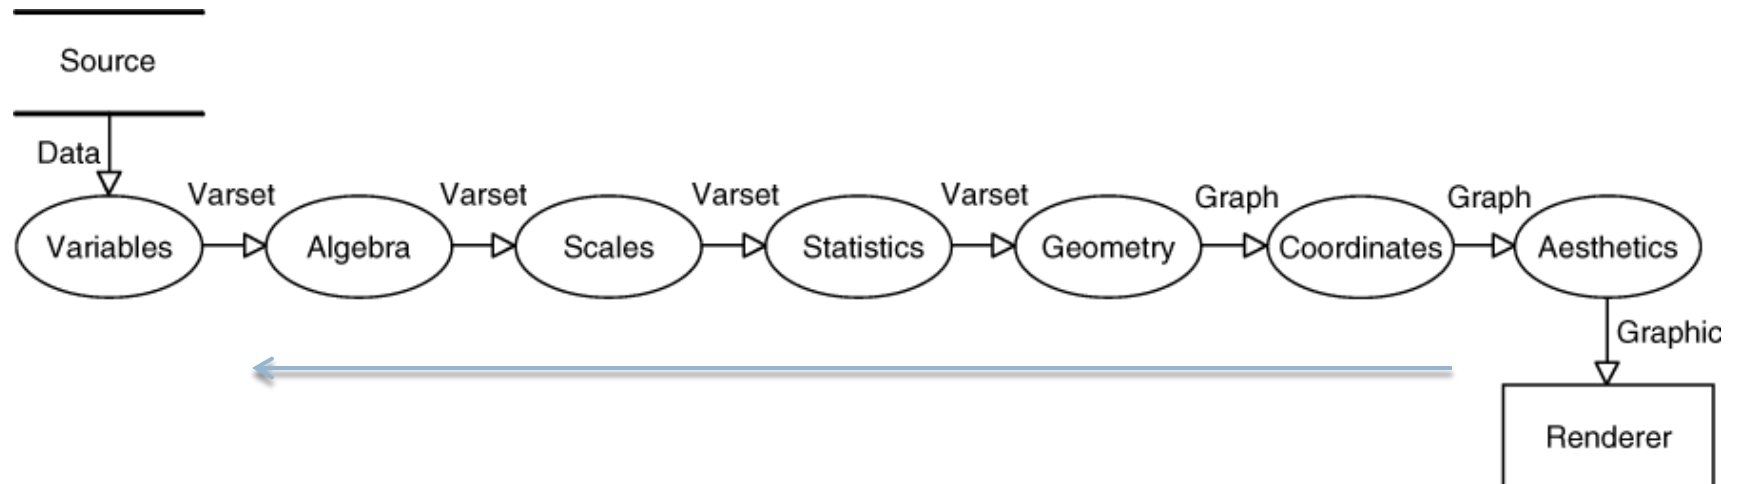 Source
Data
Varset
Varset
Varset
Varset
Graph
Graph
Variables
Algebra
Scales
Statistics
Geometry
Coordinates
Aesthetics
Graphic
Renderer